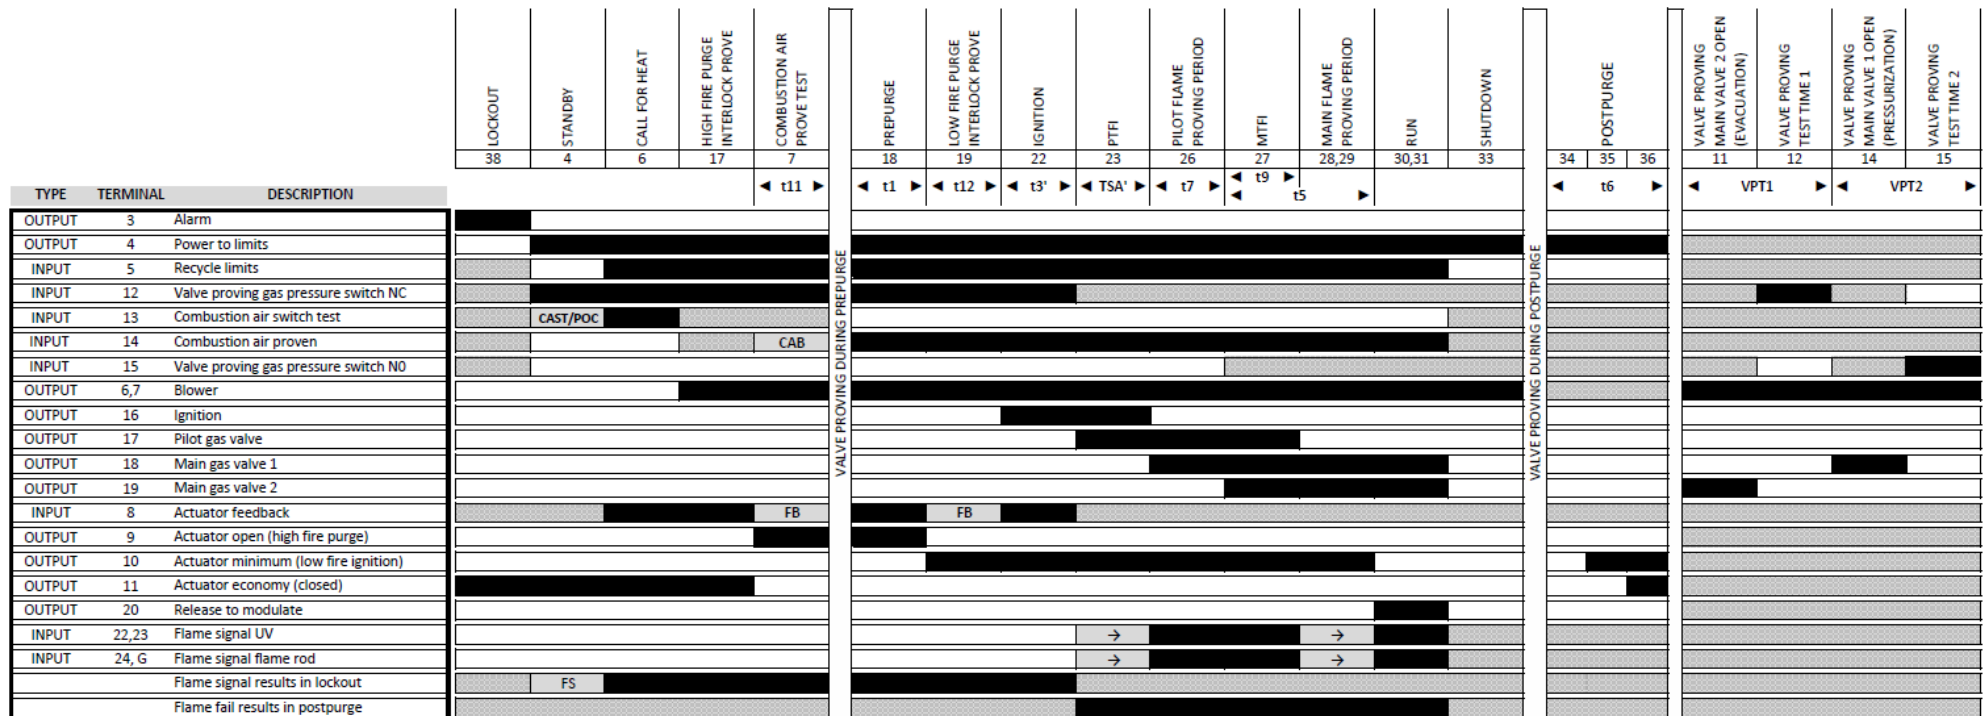 LOCKOUT
STANDBY
CALL FOR HEAT
HIGH FIRE PURGE
INTERLOCK PROVE
COMBUSTION AIR
PROVE TEST
VALVE PROVING DURING PREPURGE
PREPURGE
LOW FIRE PURGE
INTERLOCK PROVE
IGNITION
PTFI
PILOT FLAME
PROVING PERIOD
MTFI
MAIN FLAME
PROVING PERIOD
RUN
SHUTDOWN
VALVE PROVING DURING POSTPURGE
POSTPURGE
VALVE PROVING
MAIN VALVE 2 OPEN
(EVACUATION)
VALVE PROVING
TEST TIME 1
VALVE PROVING
MAIN VALVE 1 OPEN
(PRESSURIZATION)
VALVE PROVING
TEST TIME 2
38 4 6 17 7 18 19 22 23 26 27 28,29 30,31 33 34 35 36 11 12 14 15
◄ t11 ► ◄ t1 ► ◄ t12 ► ◄ t3' ► ◄ TSA' ► ◄ t7 ► ◄ t9 ► ◄ t5 ► ◄ t6 ► ◄ VPT1 ► ◄ VPT2 ►
TYPE TERMINAL DESCRIPTION
OUTPUT 3 Alarm
OUTPUT 4 Power to limits
INPUT 5 Recycle limits
INPUT 12 Valve proving gas pressure switch NC
INPUT 13 Combustion air switch test CAST/POC
INPUT 14 Combustion air proven CAB
INPUT 15 Valve proving gas pressure switch N0
OUTPUT 6,7 Blower
OUTPUT 16 Ignition
OUTPUT 17 Pilot gas valve
OUTPUT 18 Main gas valve 1
OUTPUT 19 Main gas valve 2
INPUT 8 Actuator feedback FB FB
OUTPUT 9 Actuator open (high fire purge)
OUTPUT 10 Actuator minimum (low fire ignition)
OUTPUT 11 Actuator economy (closed)
OUTPUT 20 Release to modulate
INPUT 22,23 Flame signal UV → →
INPUT 24, G Flame signal flame rod → →
Flame signal results in lockout FS
Flame fail results in postpurge